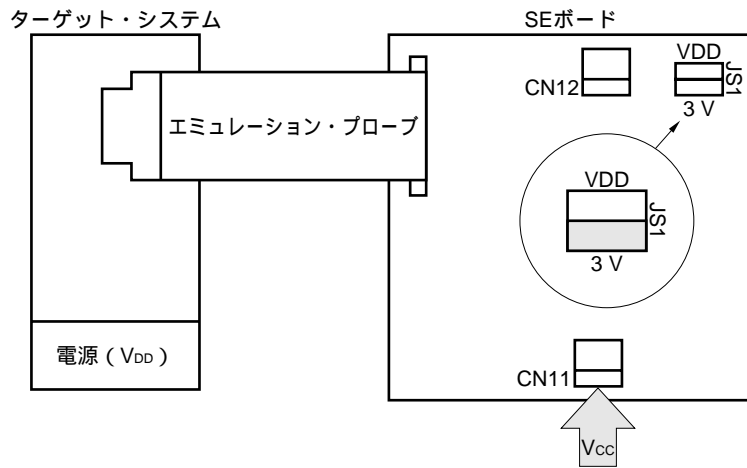 ターゲット・システム
SEボード
エミュレーション・プローブ
CN12
VDD
JS1
3 V
VDD
JS1
3 V
電源（VDD）
CN11
VCC